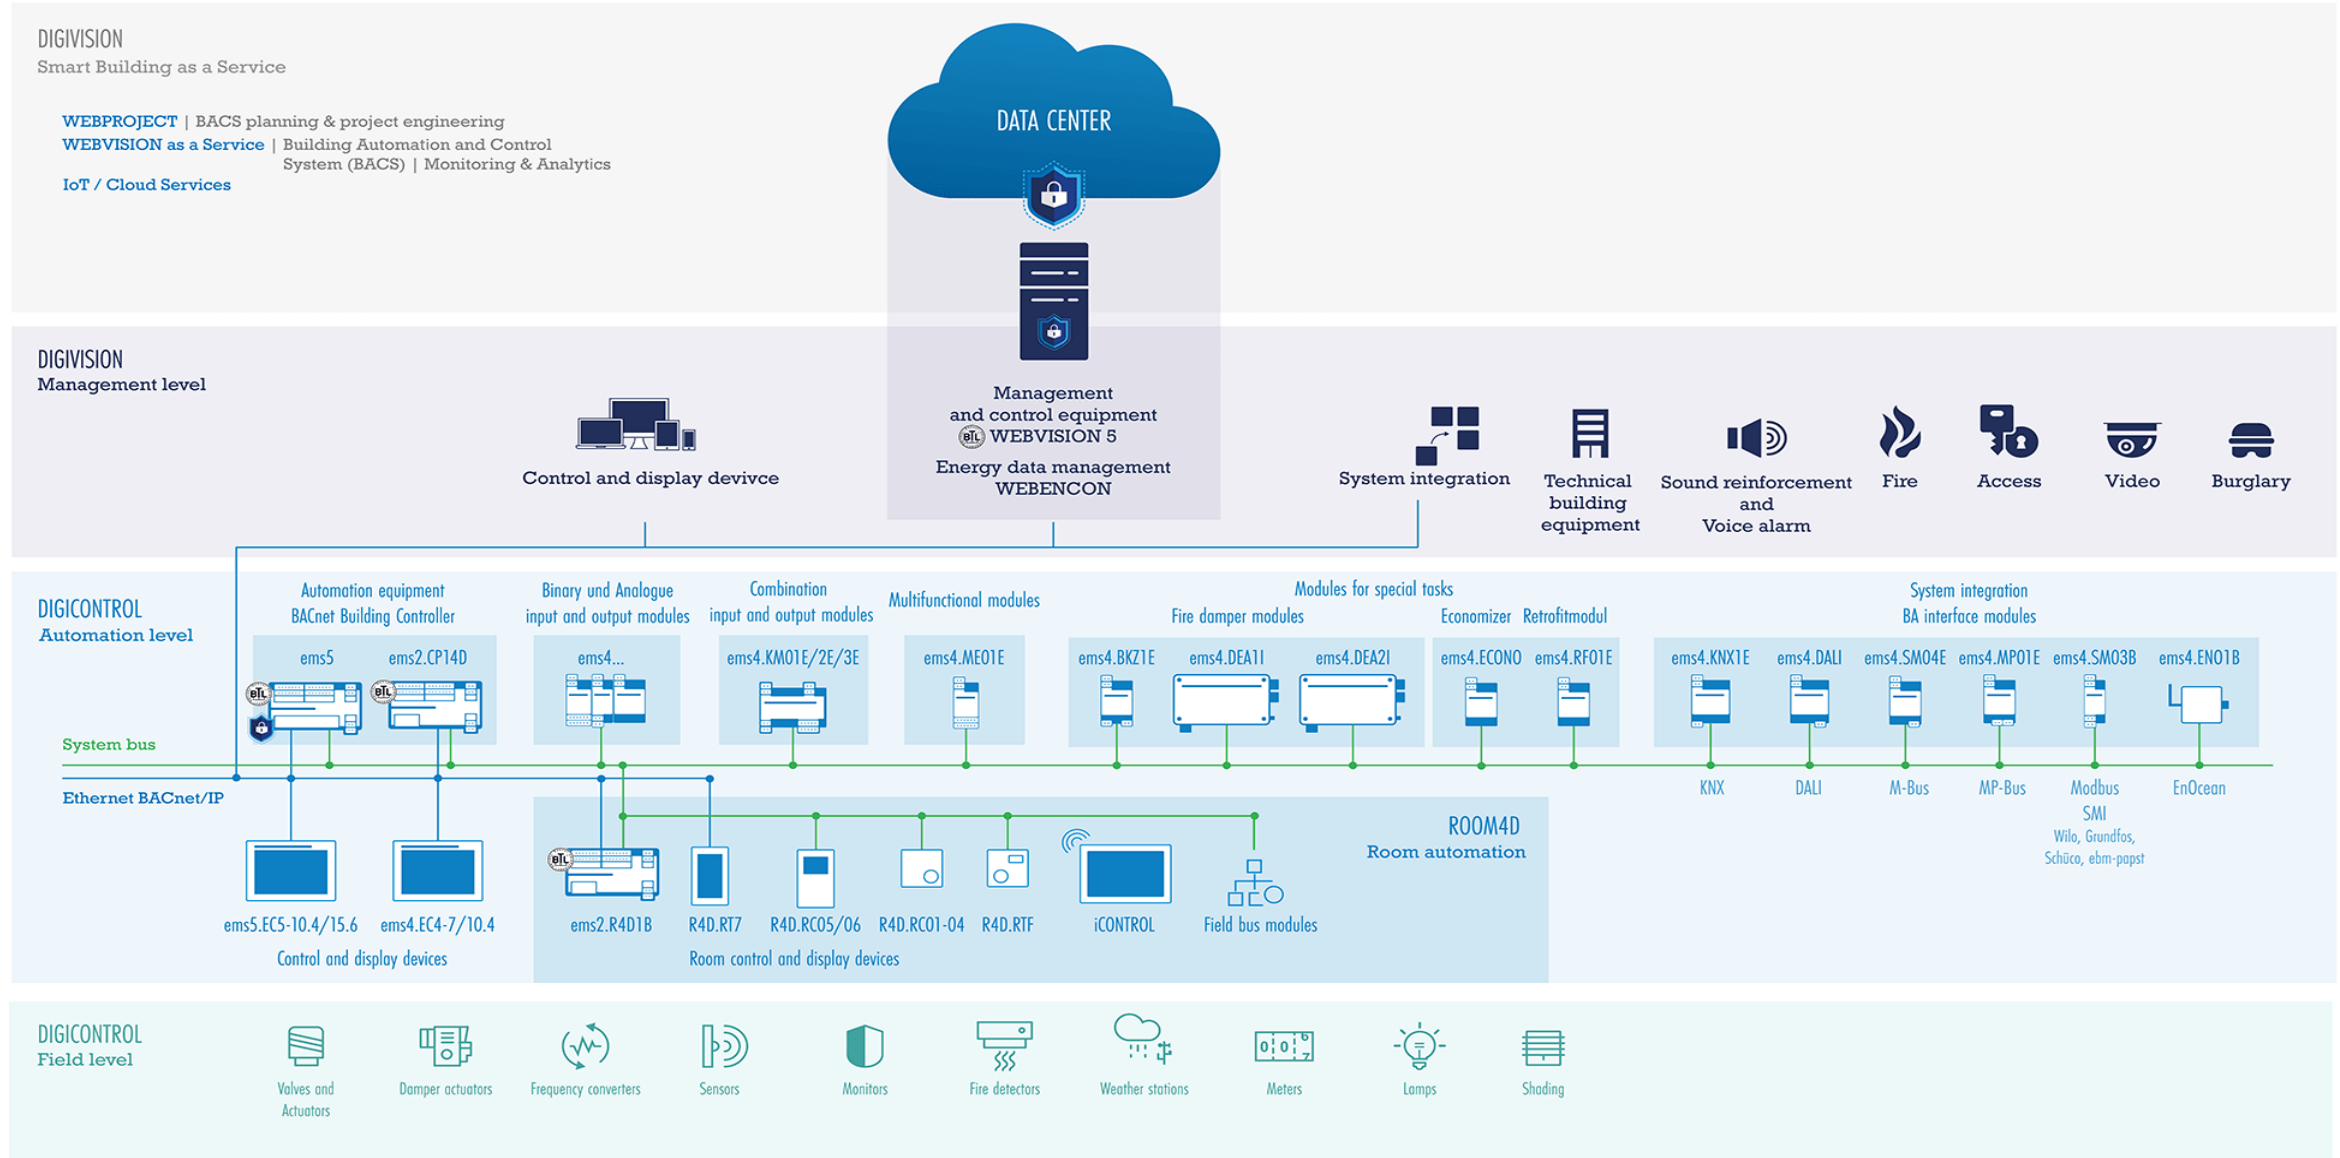 DIGIVISION
Smart Building as a Service
WEBPROJECT | BACS planning & project engineering
WEBVISION as a Service | Building Automation and Control
System (BACS) | Monitoring & Analytics
IoT / Cloud Services
DATA CENTER
DIGIVISION
Management level
Control and display devivce
Management
and control equipment
BTL WEBVISION 5
Energy data management
WEBENCON
System integration
Technical
building
equipment
Sound reinforcement
and
Voice alarm
Fire
Access
Video
Burglary
DIGICONTROL
Automation level
Automation equipment
BACnet Building Controller
ems5
ems2.CP14D
BTL
BTL
Binary und Analogue
input and output modules
ems4...
Combination
input and output modules
ems4.KM01E/2E/3E
Multifunctional modules
ems4.ME01E
Modules for special tasks
Fire damper modules
Economizer
Retrofitmodul
ems4.BKZ1E
ems4.DEA1I
ems4.DEA2I
ems4.ECONO
ems4.RF01E
System integration
BA interface modules
ems4.KNX1E
ems4.DALI
ems4.SM04E
ems4.MP01E
ems4.SM03B
ems4.EN01B
System bus
Ethernet BACnet/IP
KNX
DALI
M-Bus
MP-Bus
Modbus
SMI
Wilo, Grundfos,
Schüco, ebm-papst
EnOcean
ROOM4D
Room automation
BTL
ems5.EC5-10.4/15.6
ems4.EC4-7/10.4
Control and display devices
ems2.R4D1B
R4D.RT7
R4D.RC05/06
R4D.RC01-04
R4D.RTF
iCONTROL
Field bus modules
Room control and display devices
DIGICONTROL
Field level
Valves and
Actuators
Damper actuators
Frequency converters
Sensors
Monitors
Fire detectors
Weather stations
Meters
Lamps
Shading